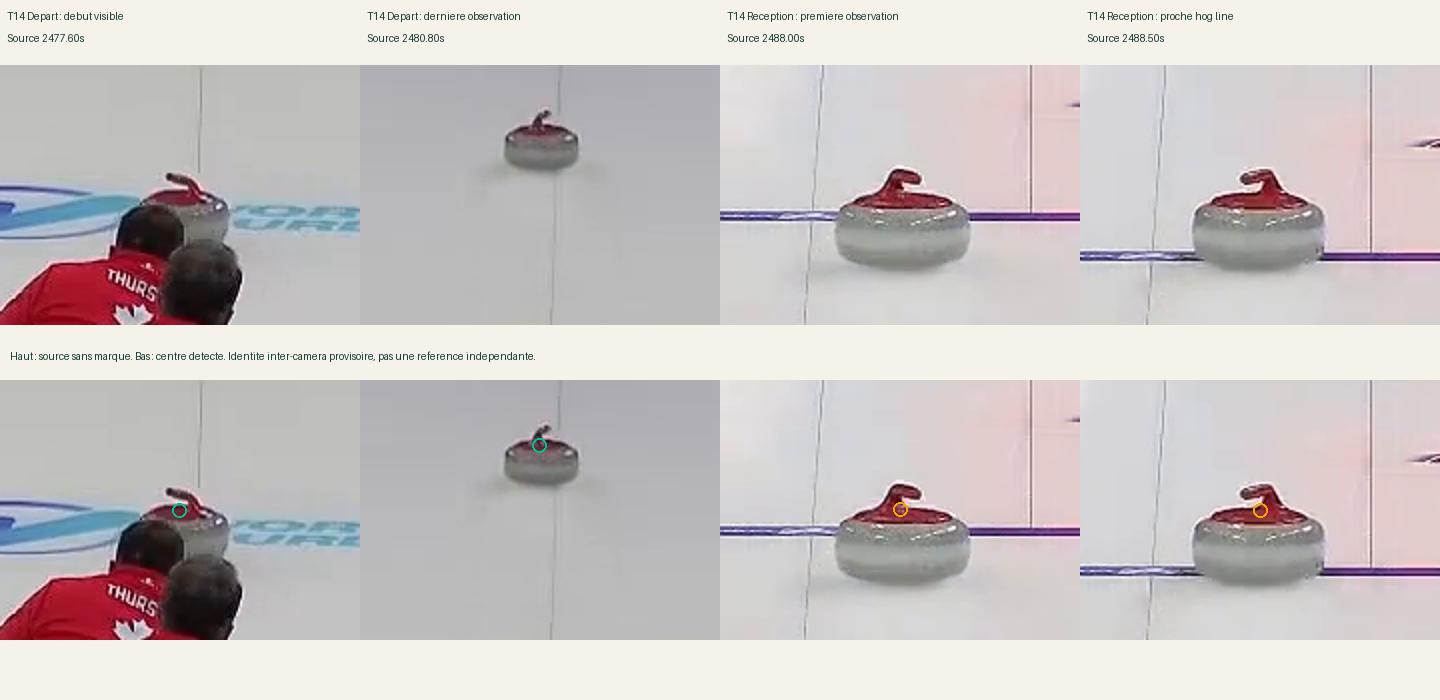 T14 Depart : debut visible
Source 2477.60s
T14 Depart : derniere observation
Source 2480.80s
T14 Reception : premiere observation
Source 2488.00s
T14 Reception : proche hog line
Source 2488.50s
THURS
Haut : source sans marque. Bas : centre detecte. Identite inter-camera provisoire, pas une reference independante.
THURS